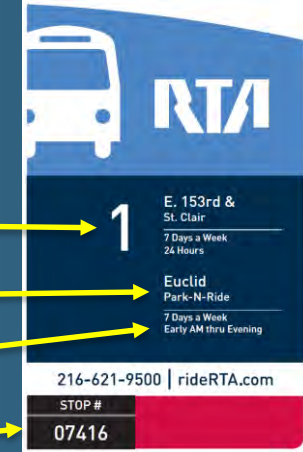 RTA
1
E. 153rd &
St. Clair
7 Days a Week
24 Hours
Euclid
Park-N-Ride
7 Days a Week
Early AM thru Evening
216-621-9500 | rideRTA.com
STOP #
07416